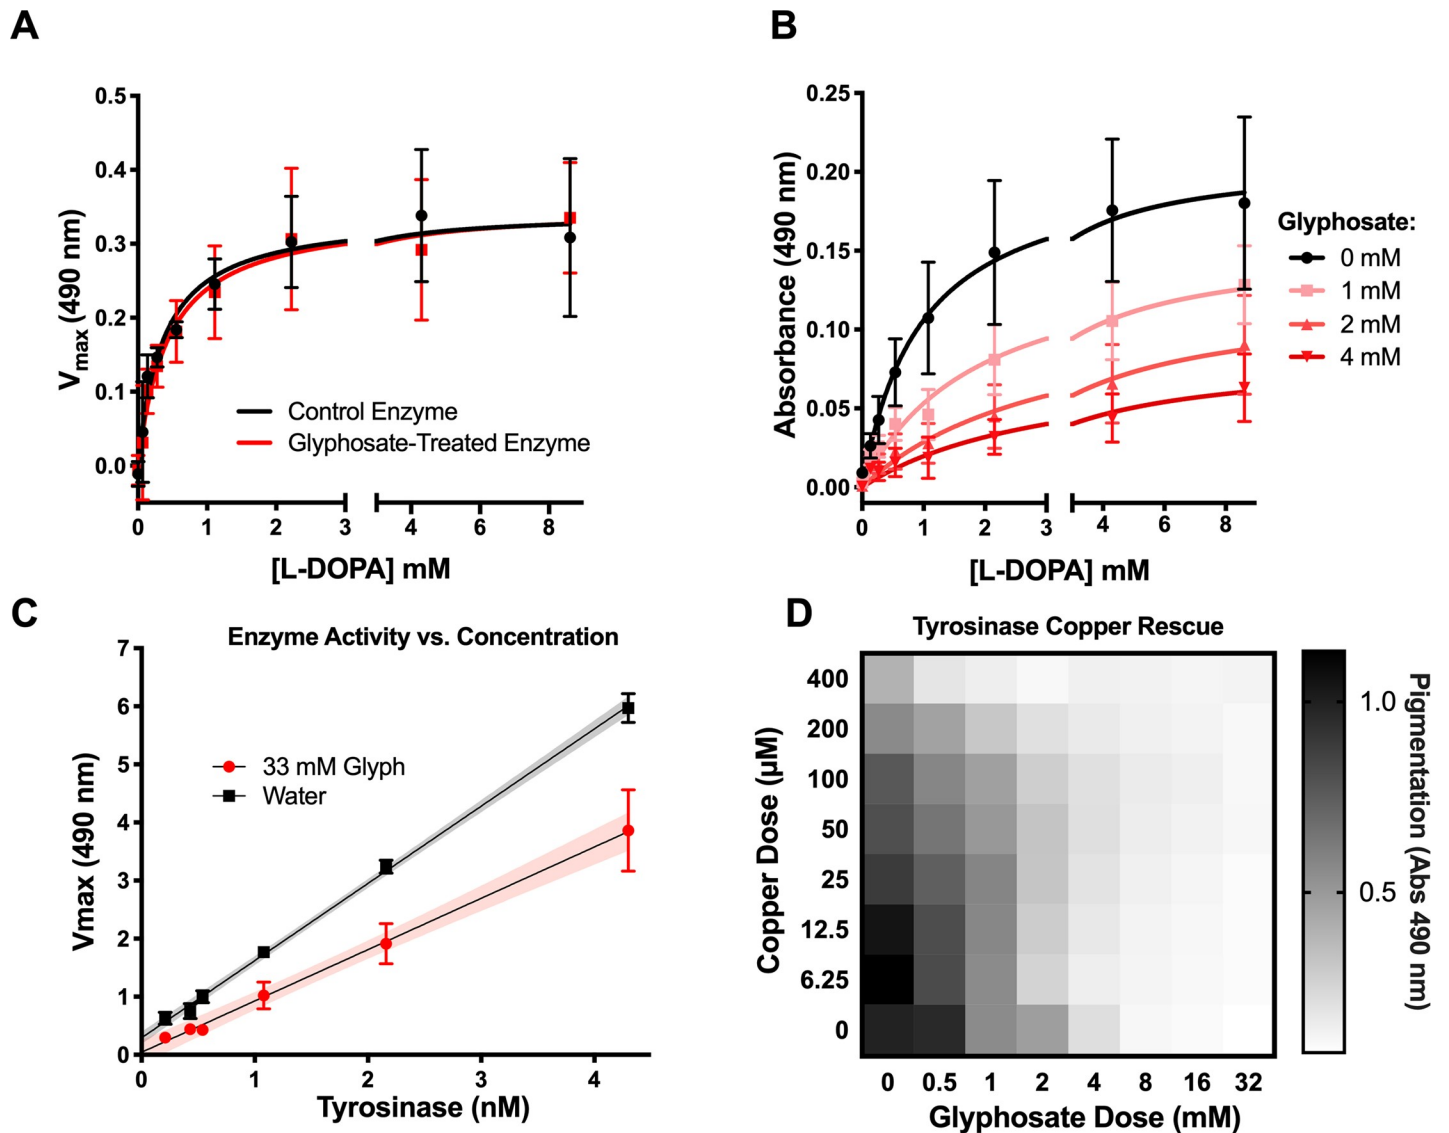 A
0.5
0.4
0.3
0.2
0.1
0.0
Vmax (490 nm)
Control Enzyme
Glyphosate-Treated Enzyme
0 1 2 3 4 6 8
[L-DOPA] mM
B
0.25
0.20
0.15
0.10
0.05
0.00
Absorbance (490 nm)
Glyphosate:
0 mM
1 mM
2 mM
4 mM
0 1 2 3 4 6 8
[L-DOPA] mM
C
Enzyme Activity vs. Concentration
7
6
5
4
3
2
1
0
Vmax (490 nm)
33 mM Glyph
Water
0 1 2 3 4
Tyrosinase (nM)
D
Tyrosinase Copper Rescue
400
200
100
50
25
12.5
6.25
0
Copper Dose (µM)
0 0.5 1 2 4 8 16 32
Glyphosate Dose (mM)
1.0
0.5
Pigmentation (Abs 490 nm)